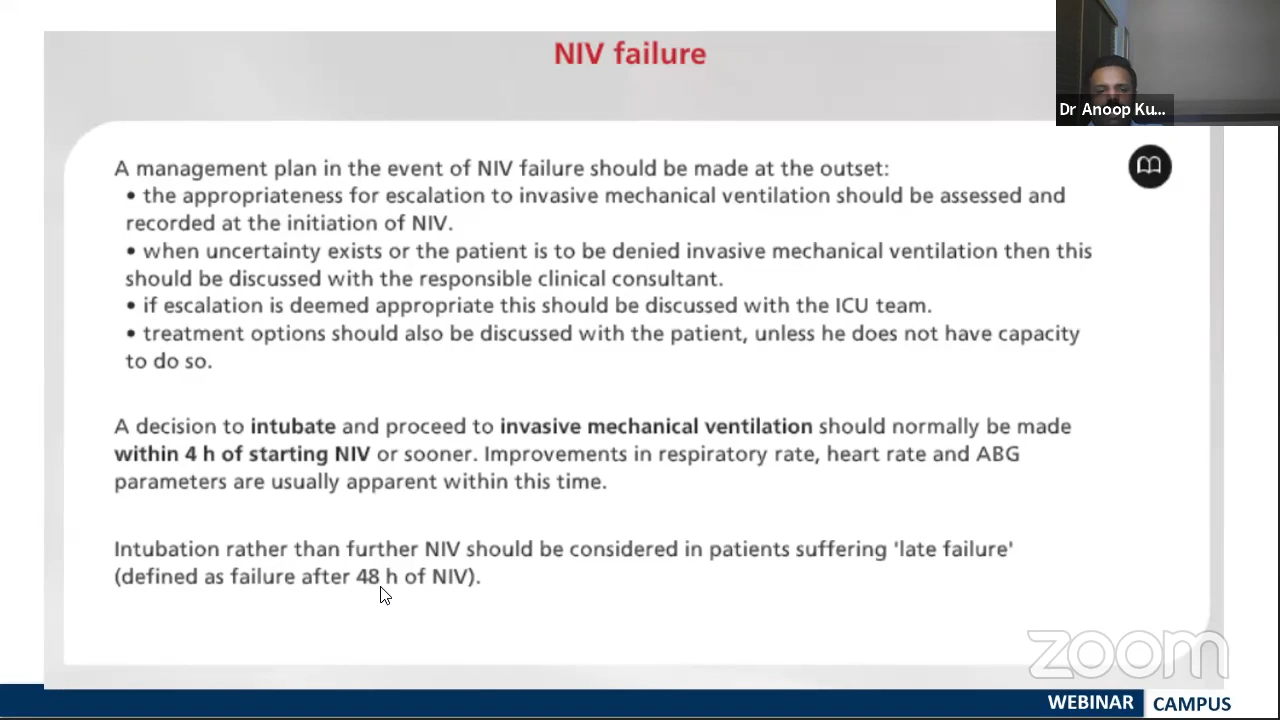 NIV failure
Dr Anoop Ku...
A management plan in the event of NIV failure should be made at the outset:
• the appropriateness for escalation to invasive mechanical ventilation should be assessed and
recorded at the initiation of NIV.
• when uncertainty exists or the patient is to be denied invasive mechanical ventilation then this
should be discussed with the responsible clinical consultant.
• if escalation is deemed appropriate this should be discussed with the ICU team.
• treatment options should also be discussed with the patient, unless he does not have capacity
to do so.
A decision to intubate and proceed to invasive mechanical ventilation should normally be made
within 4 h of starting NIV or sooner. Improvements in respiratory rate, heart rate and ABG
parameters are usually apparent within this time.
Intubation rather than further NIV should be considered in patients suffering 'late failure'
(defined as failure after 48 h of NIV).
zoom
WEBINAR CAMPUS